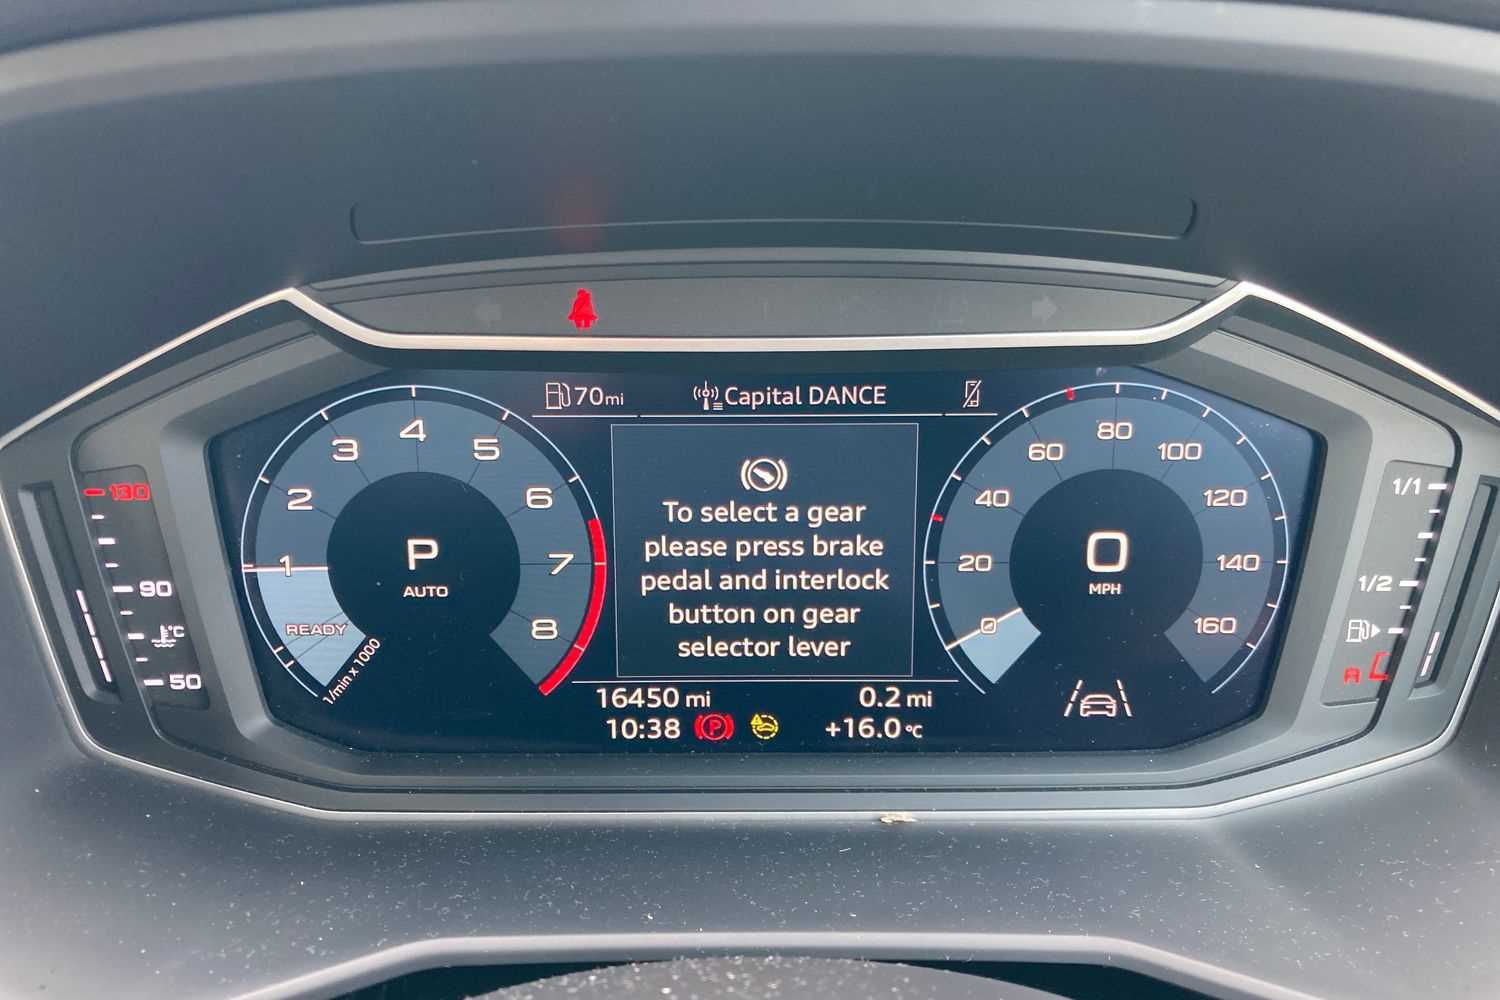 70 mi
Capital DANCE
1
2
3
4
5
6
7
8
READY
1/min x 1000
P
AUTO
To select a gear
please press brake
pedal and interlock
button on gear
selector lever
0
20
40
60
80
100
120
140
160
0
MPH
130
90
°C
50
1/1
1/2
R
16450 mi
0.2 mi
10:38
P
+16.0 °C